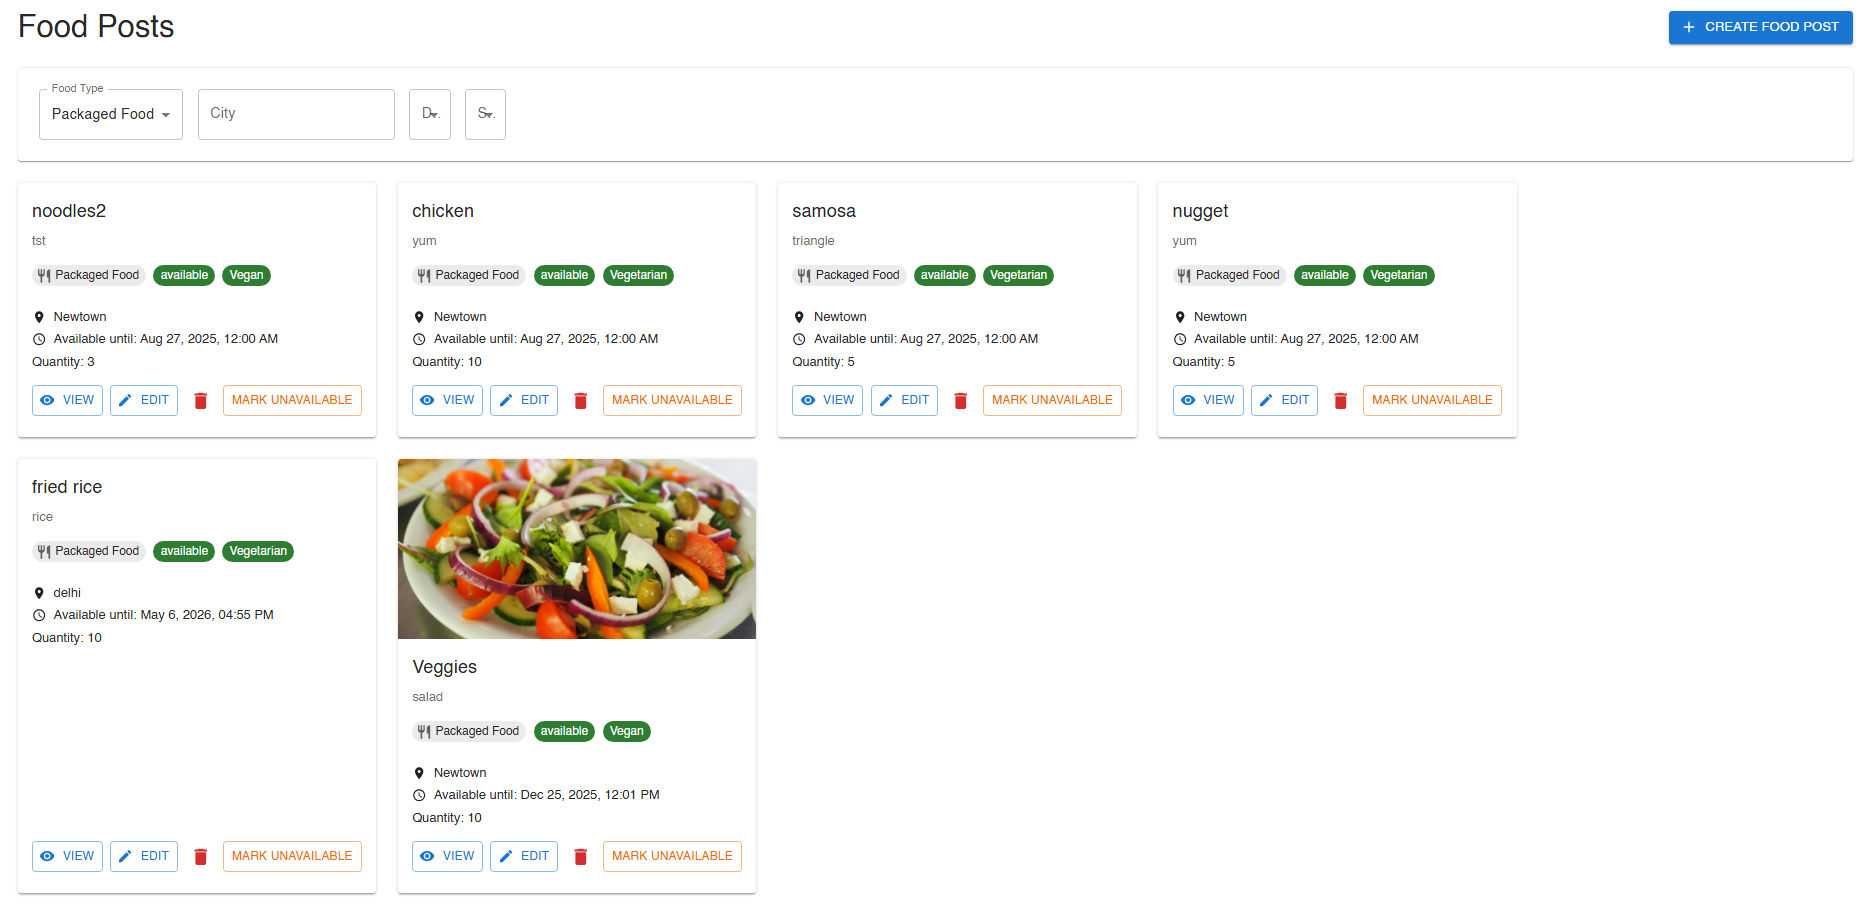 Food Posts
CREATE FOOD POST
Food Type
Packaged Food
City
D...
S...
noodles2
tst
Packaged Food available Vegan
Newtown
Available until: Aug 27, 2025, 12:00 AM
Quantity: 3
VIEW EDIT MARK UNAVAILABLE
chicken
yum
Packaged Food available Vegetarian
Newtown
Available until: Aug 27, 2025, 12:00 AM
Quantity: 10
VIEW EDIT MARK UNAVAILABLE
samosa
triangle
Packaged Food available Vegetarian
Newtown
Available until: Aug 27, 2025, 12:00 AM
Quantity: 5
VIEW EDIT MARK UNAVAILABLE
nugget
yum
Packaged Food available Vegetarian
Newtown
Available until: Aug 27, 2025, 12:00 AM
Quantity: 5
VIEW EDIT MARK UNAVAILABLE
fried rice
rice
Packaged Food available Vegetarian
delhi
Available until: May 6, 2026, 04:55 PM
Quantity: 10
VIEW EDIT MARK UNAVAILABLE
Veggies
salad
Packaged Food available Vegan
Newtown
Available until: Dec 25, 2025, 12:01 PM
Quantity: 10
VIEW EDIT MARK UNAVAILABLE